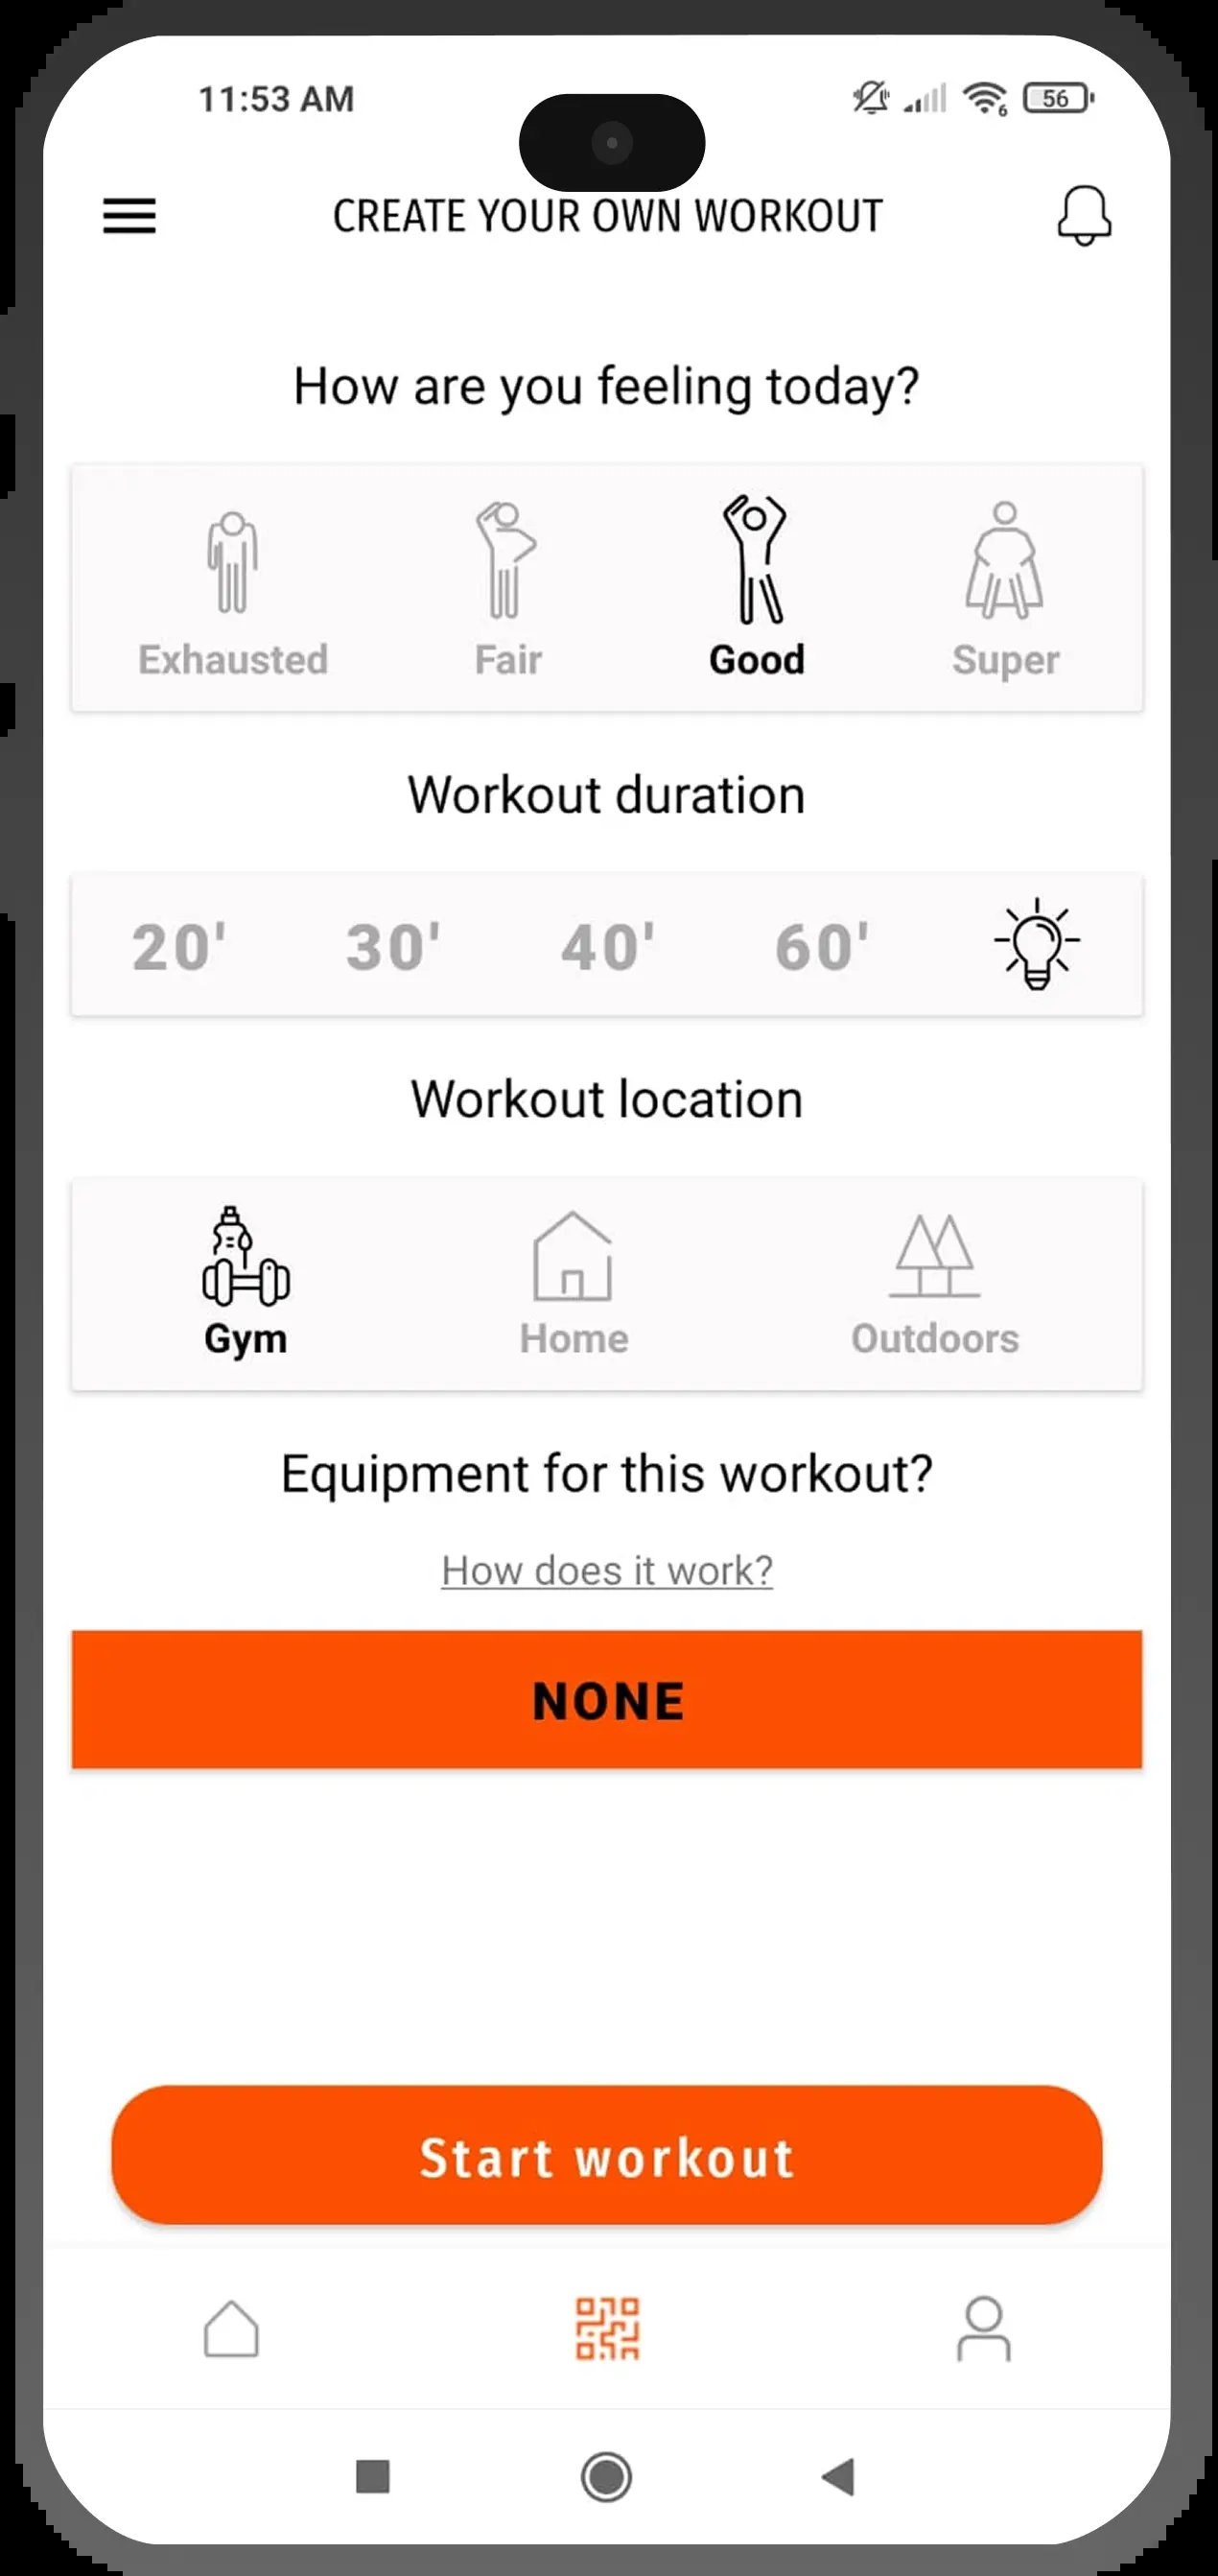 11:53 AM 6 56
CREATE YOUR OWN WORKOUT
How are you feeling today?
Exhausted Fair Good Super
Workout duration
20' 30' 40' 60'
Workout location
Gym Home Outdoors
Equipment for this workout?
How does it work?
NONE
Start workout